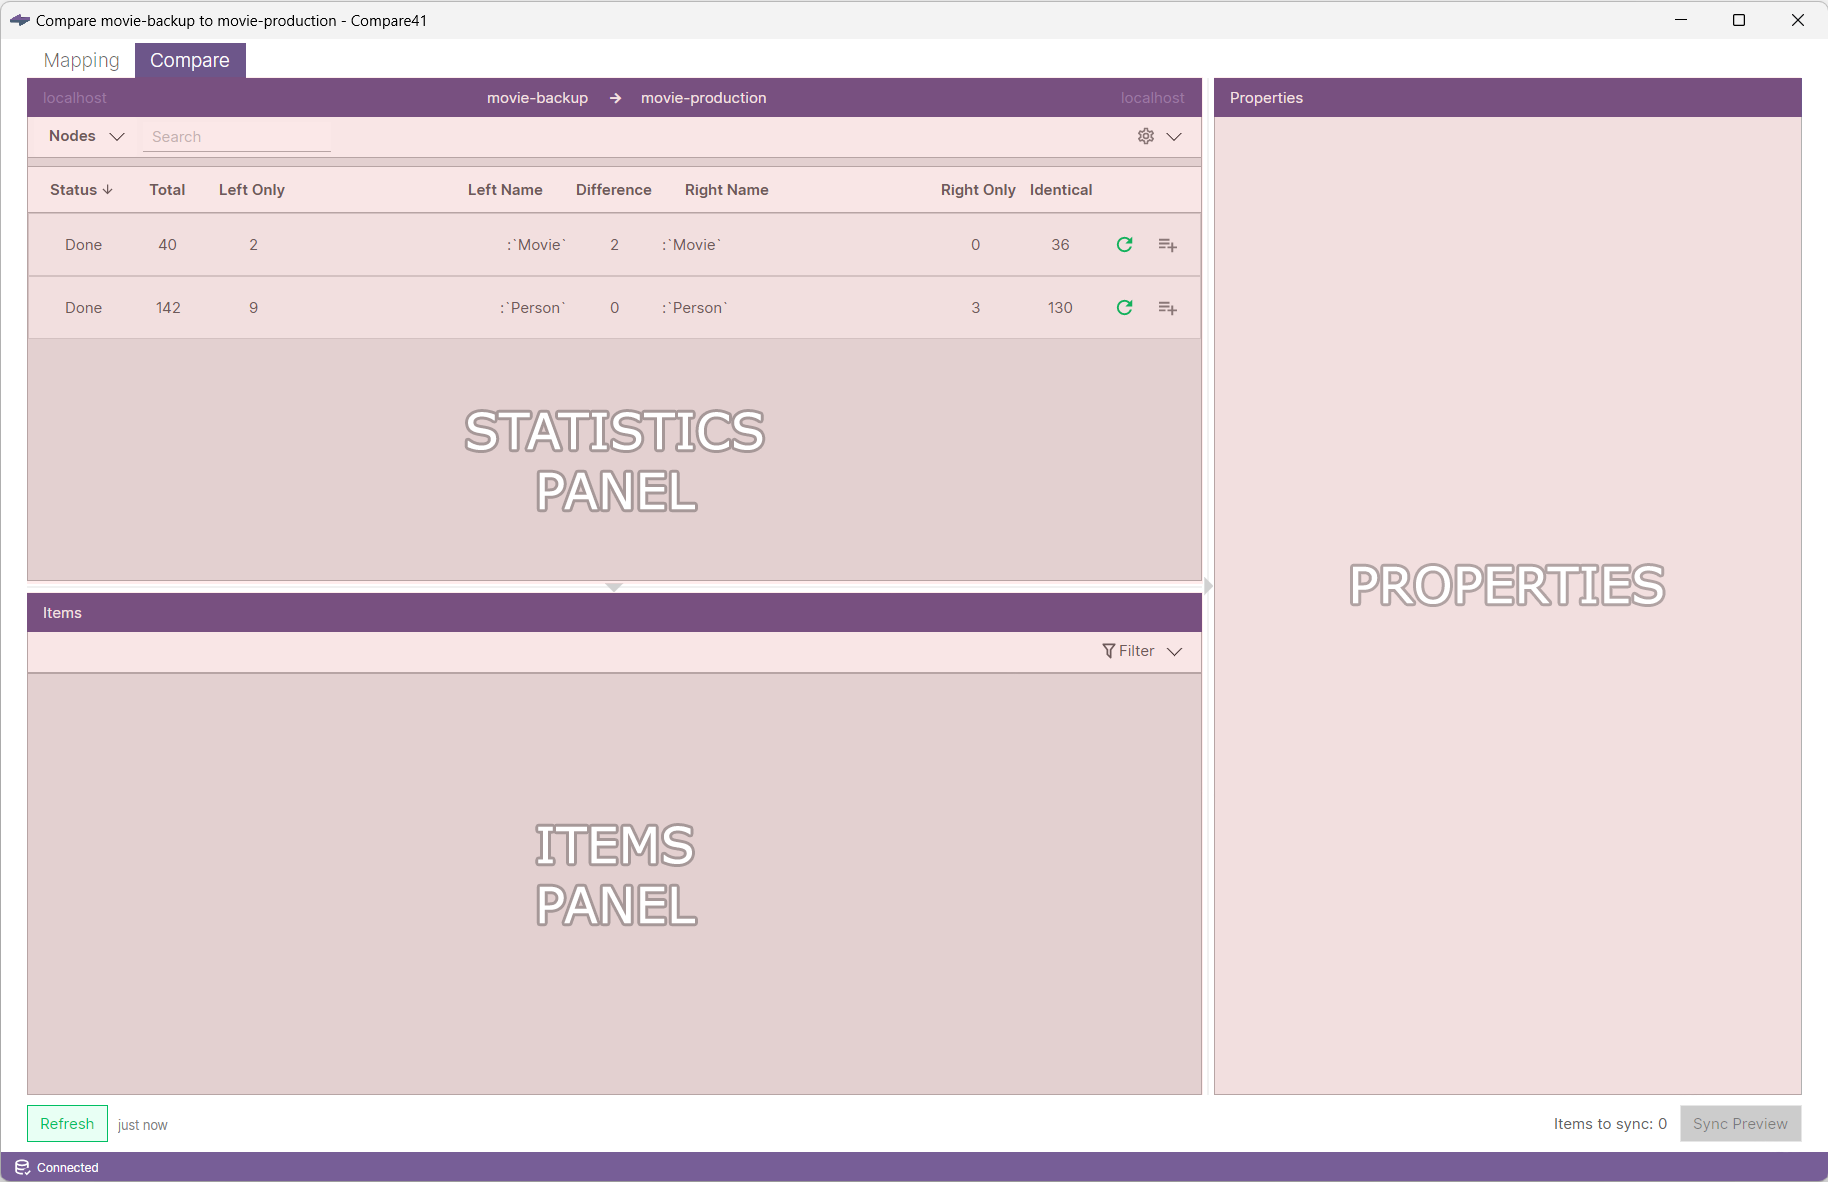 Compare movie-backup to movie-production - Compare41
Mapping Compare
localhost movie-backup → movie-production localhost
Nodes Search
Status ↓ Total Left Only Left Name Difference Right Name Right Only Identical
Done 40 2 :`Movie` 2 :`Movie` 0 36
Done 142 9 :`Person` 0 :`Person` 3 130
STATISTICS
PANEL
Items
Filter
ITEMS
PANEL
Properties
PROPERTIES
Refresh just now Items to sync: 0 Sync Preview
Connected